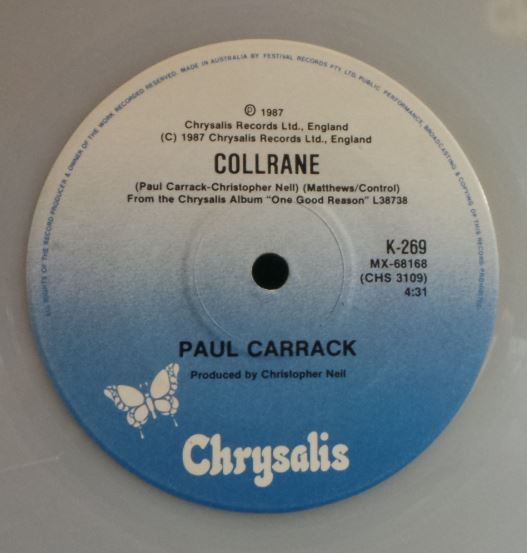 ALL RIGHTS OF THE RECORD PRODUCER & OWNER OF THE WORK RECORDED RESERVED. MADE IN AUSTRALIA BY FESTIVAL RECORDS PTY. LTD. PUBLIC PERFORMANCE, BROADCASTING & COPYING OF THIS RECORD PROHIBITED
℗ 1987
Chrysalis Records Ltd., England
(C) 1987 Chrysalis Records Ltd., England
COLLRANE
(Paul Carrack-Christopher Neil) (Matthews/Control)
From the Chrysalis Album "One Good Reason" L38738
K-269
MX-68168
(CHS 3109)
4:31
PAUL CARRACK
Produced by Christopher Neil
Chrysalis